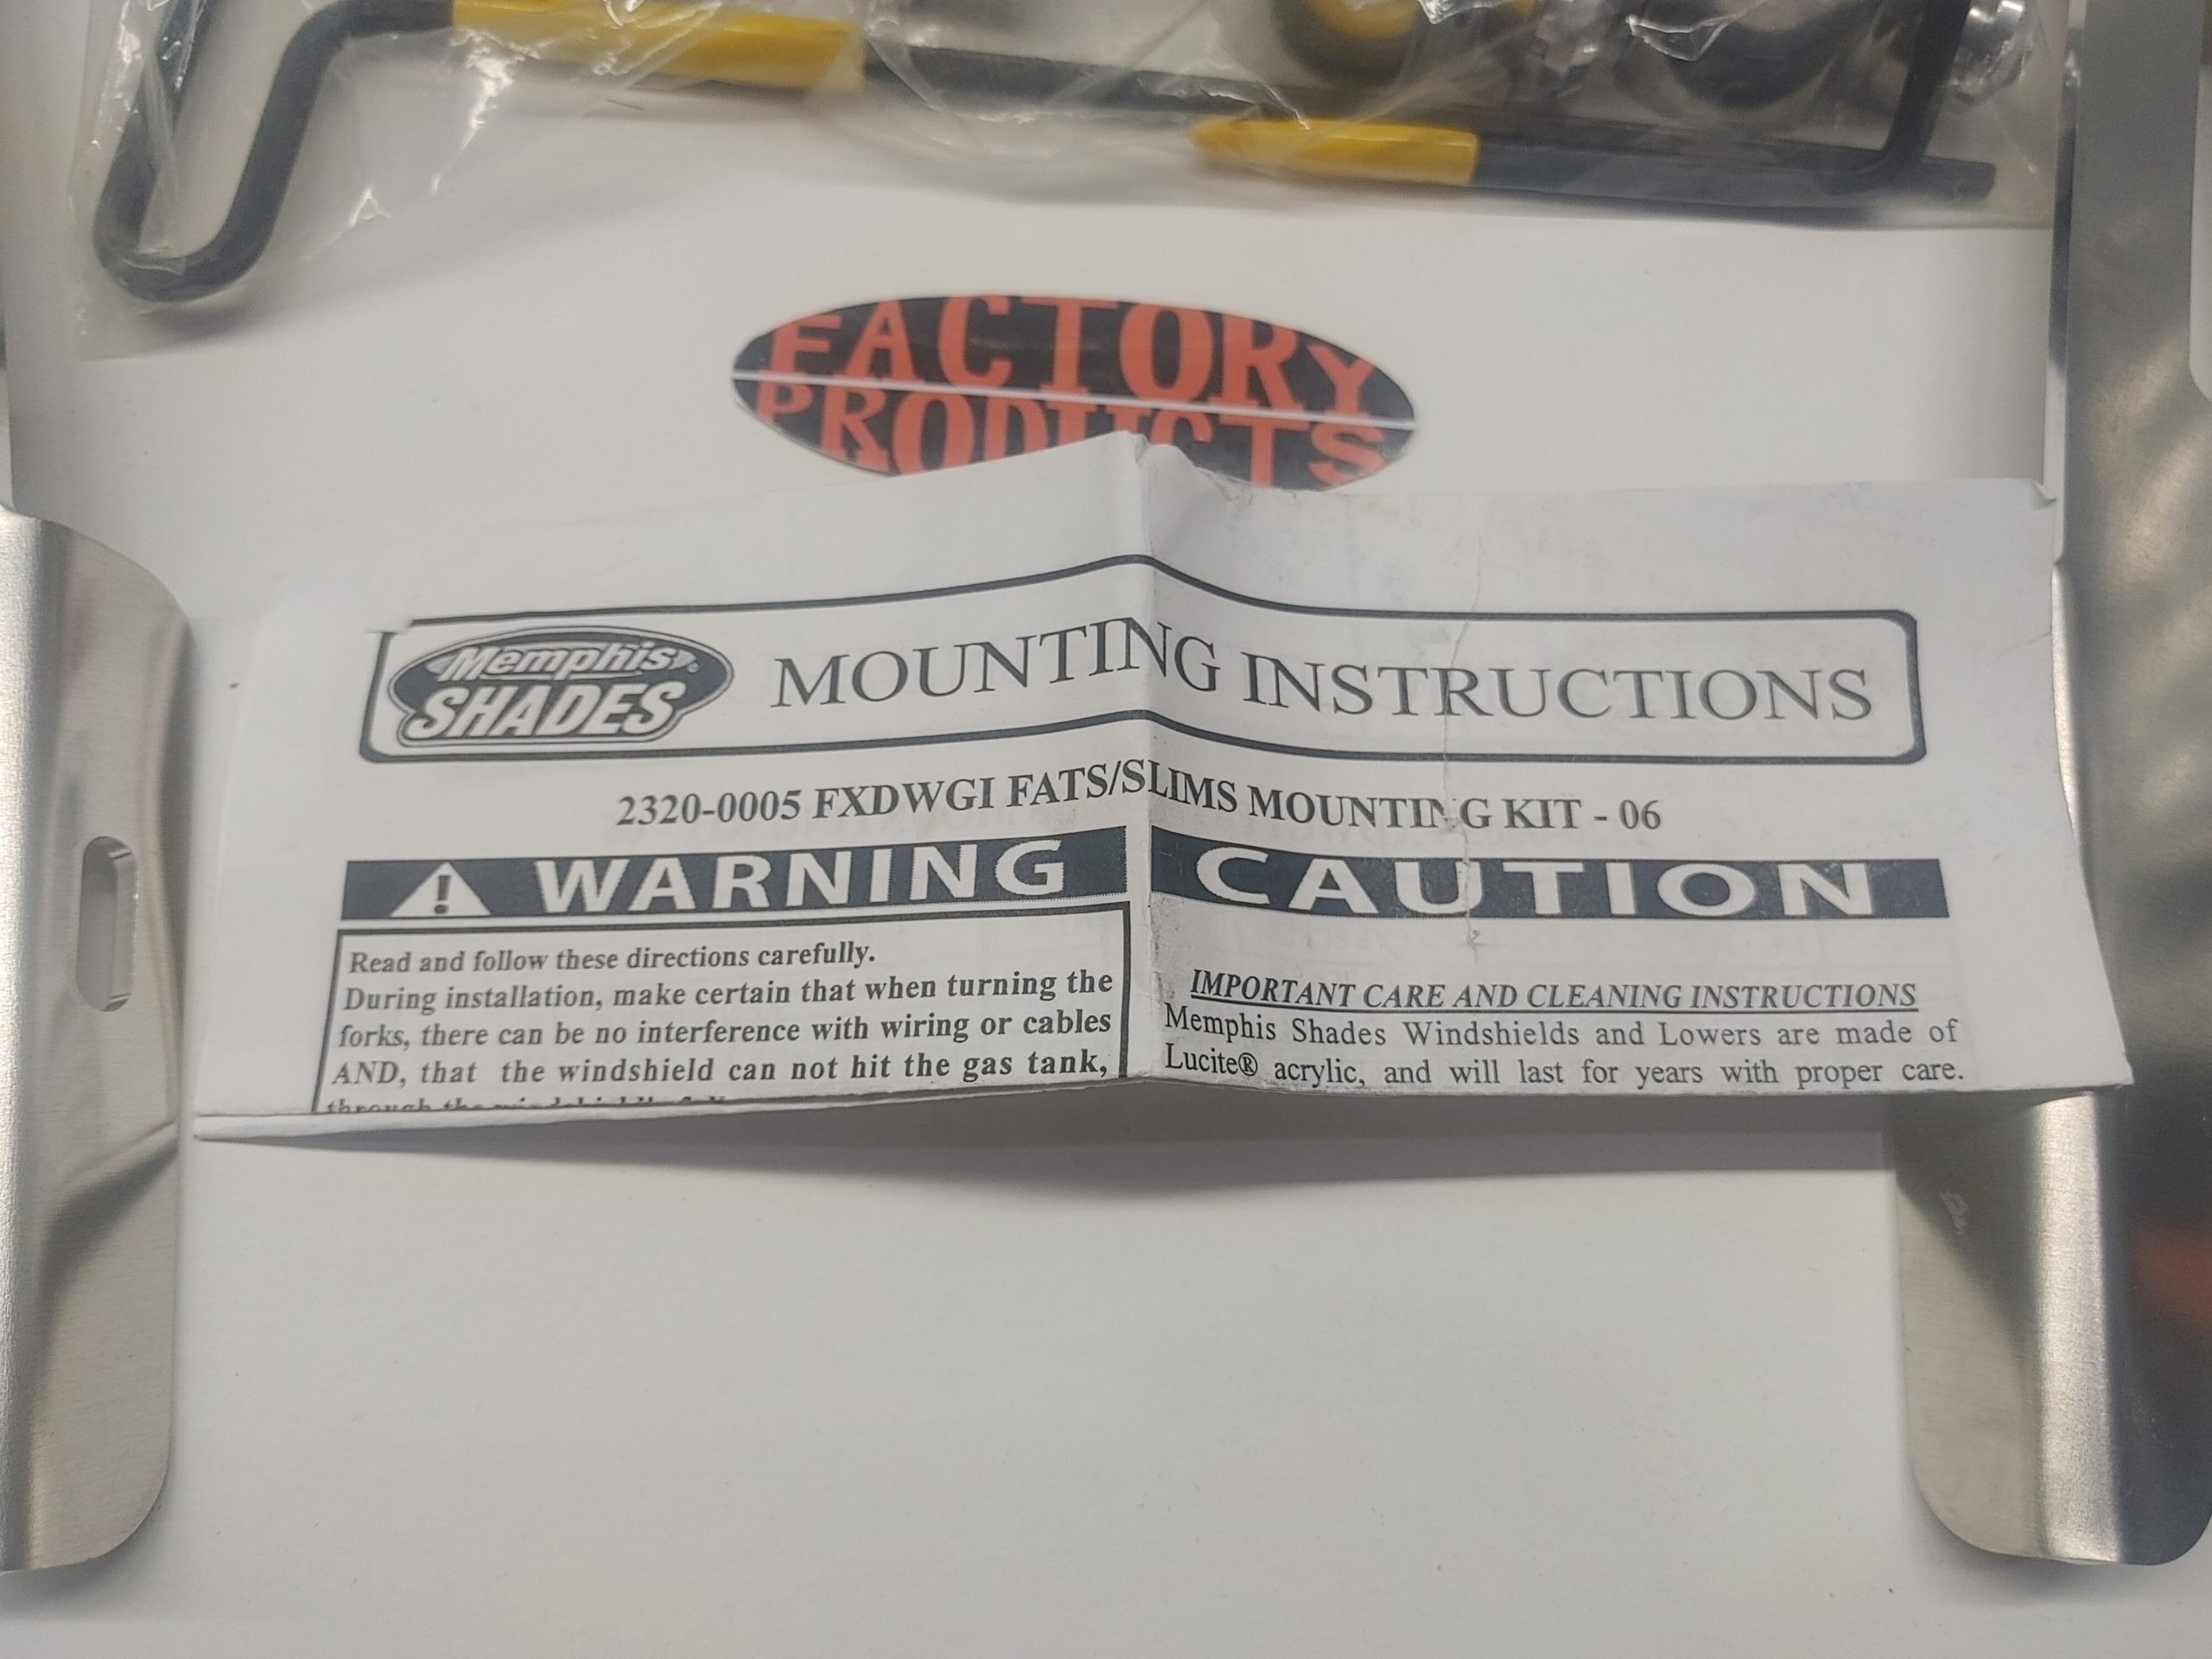 FACTORY
PRODUCTS
Memphis
SHADES
MOUNTING INSTRUCTIONS
2320-0005 FXDWGI FATS/SLIMS MOUNTING KIT - 06
! WARNING
Read and follow these directions carefully.
During installation, make certain that when turning the
forks, there can be no interference with wiring or cables
AND, that the windshield can not hit the gas tank,
through the
CAUTION
IMPORTANT CARE AND CLEANING INSTRUCTIONS
Memphis Shades Windshields and Lowers are made of
Lucite® acrylic, and will last for years with proper care.